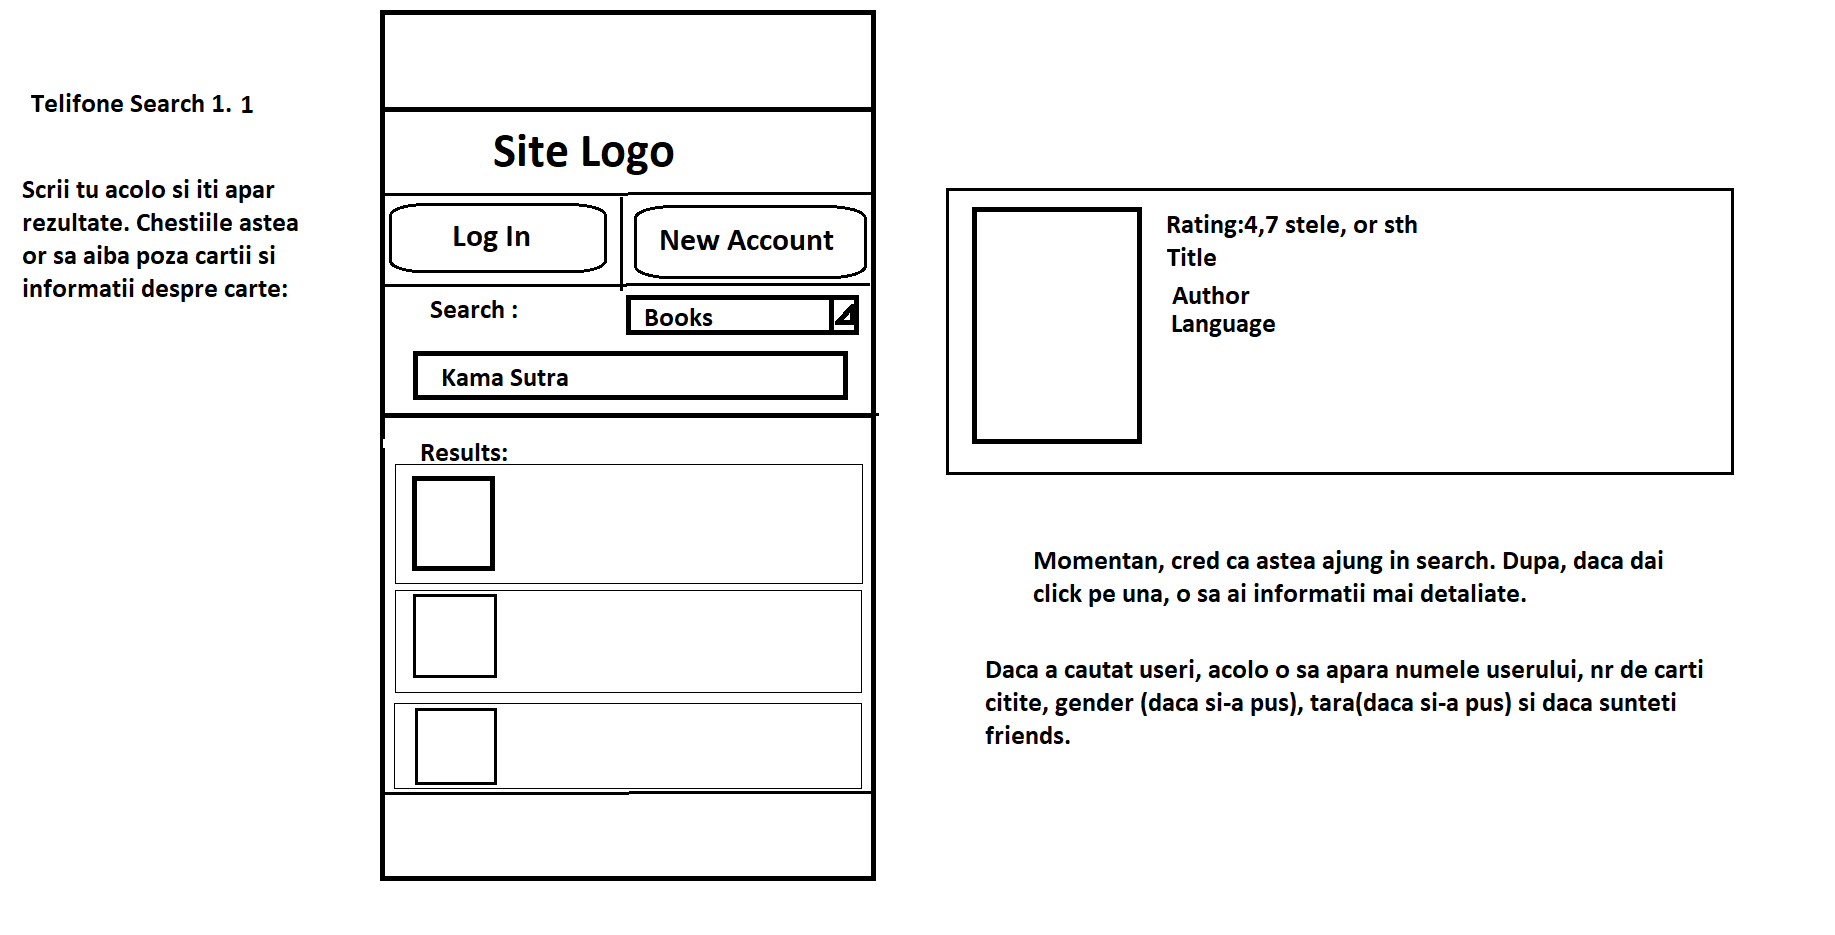 Telifone Search 1. 1
Scrii tu acolo si iti apar
rezultate. Chestiile astea
or sa aiba poza cartii si
informatii despre carte:
Site Logo
Log In
New Account
Search :
Books
Kama Sutra
Results:
Rating:4,7 stele, or sth
Title
Author
Language
Momentan, cred ca astea ajung in search. Dupa, daca dai
click pe una, o sa ai informatii mai detaliate.
Daca a cautat useri, acolo o sa apara numele userului, nr de carti
citite, gender (daca si-a pus), tara(daca si-a pus) si daca sunteti
friends.